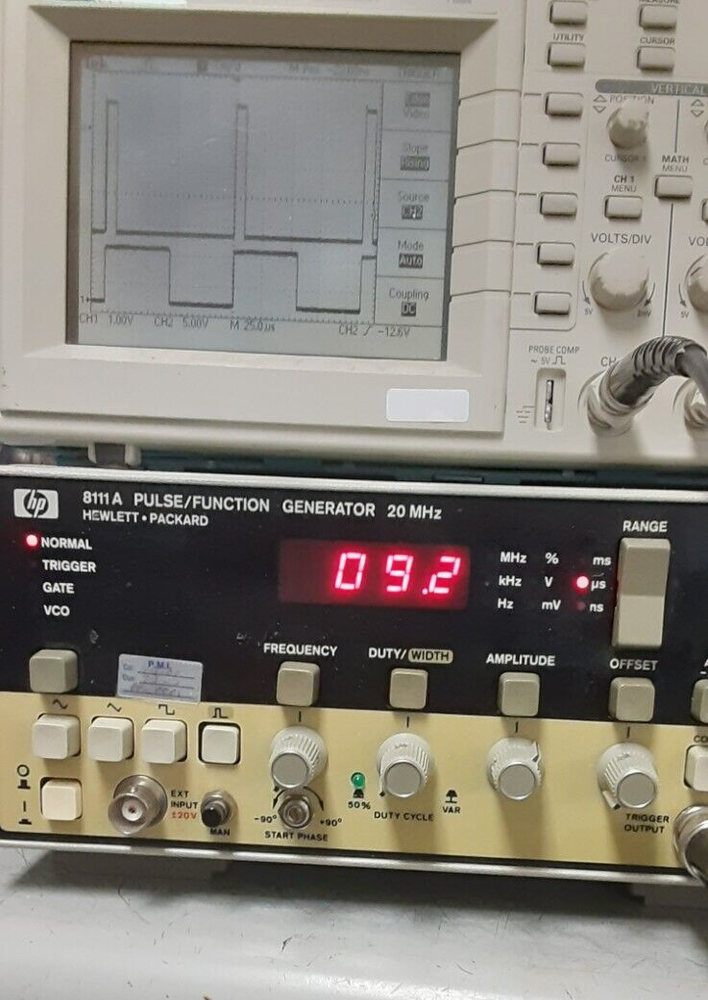 MEASURE
UTILITY
CURSOR
VERTICAL
POSITION
Video
MATH
MENU
Slope
Rising
CH 1
MENU
Source
CH2
Mode
Auto
VOLTS/DIV
Coupling
DC
5V
2mV
5V
CH1 1.00V CH2 5.00V M 25.0µs CH2 -12.6V
PROBE COMP
~ 5V
hp
8111A PULSE/FUNCTION GENERATOR 20 MHz
HEWLETT • PACKARD
RANGE
NORMAL
TRIGGER
GATE
VCO
09.2
MHz % ms
kHz V µs
Hz mV ns
FREQUENCY
DUTY/WIDTH
AMPLITUDE
OFFSET
P.M.I.
EXT
INPUT
±20V
MAN
-90° +90°
START PHASE
50%
DUTY CYCLE
VAR
TRIGGER
OUTPUT